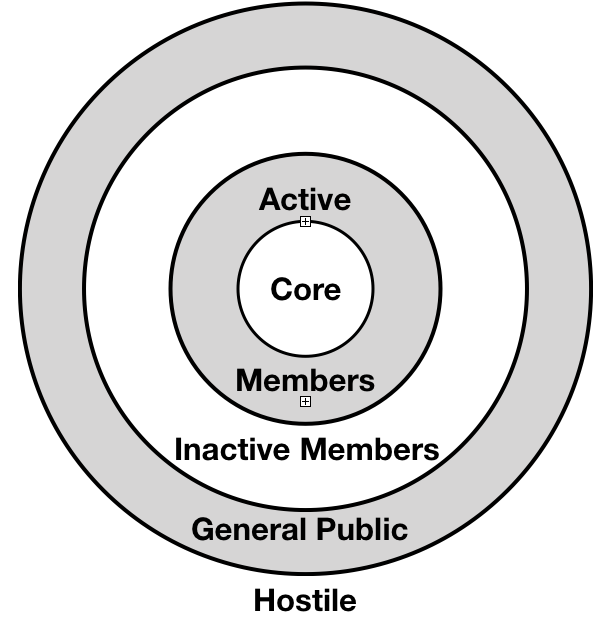 Active
Core
Members
Inactive Members
General Public
Hostile